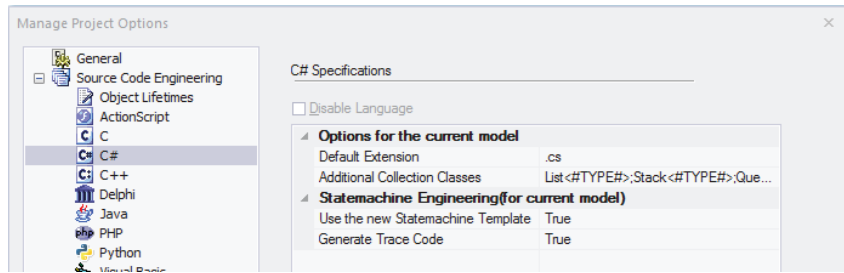 Manage Project Options
General
Source Code Engineering
Object Lifetimes
ActionScript
C
C#
C++
Delphi
Java
PHP
Python
Visual Basic
C# Specifications
Disable Language
Options for the current model
Default Extension .cs
Additional Collection Classes List<#TYPE#>;Stack<#TYPE#>;Que...
Statemachine Engineering(for current model)
Use the new Statemachine Template True
Generate Trace Code True